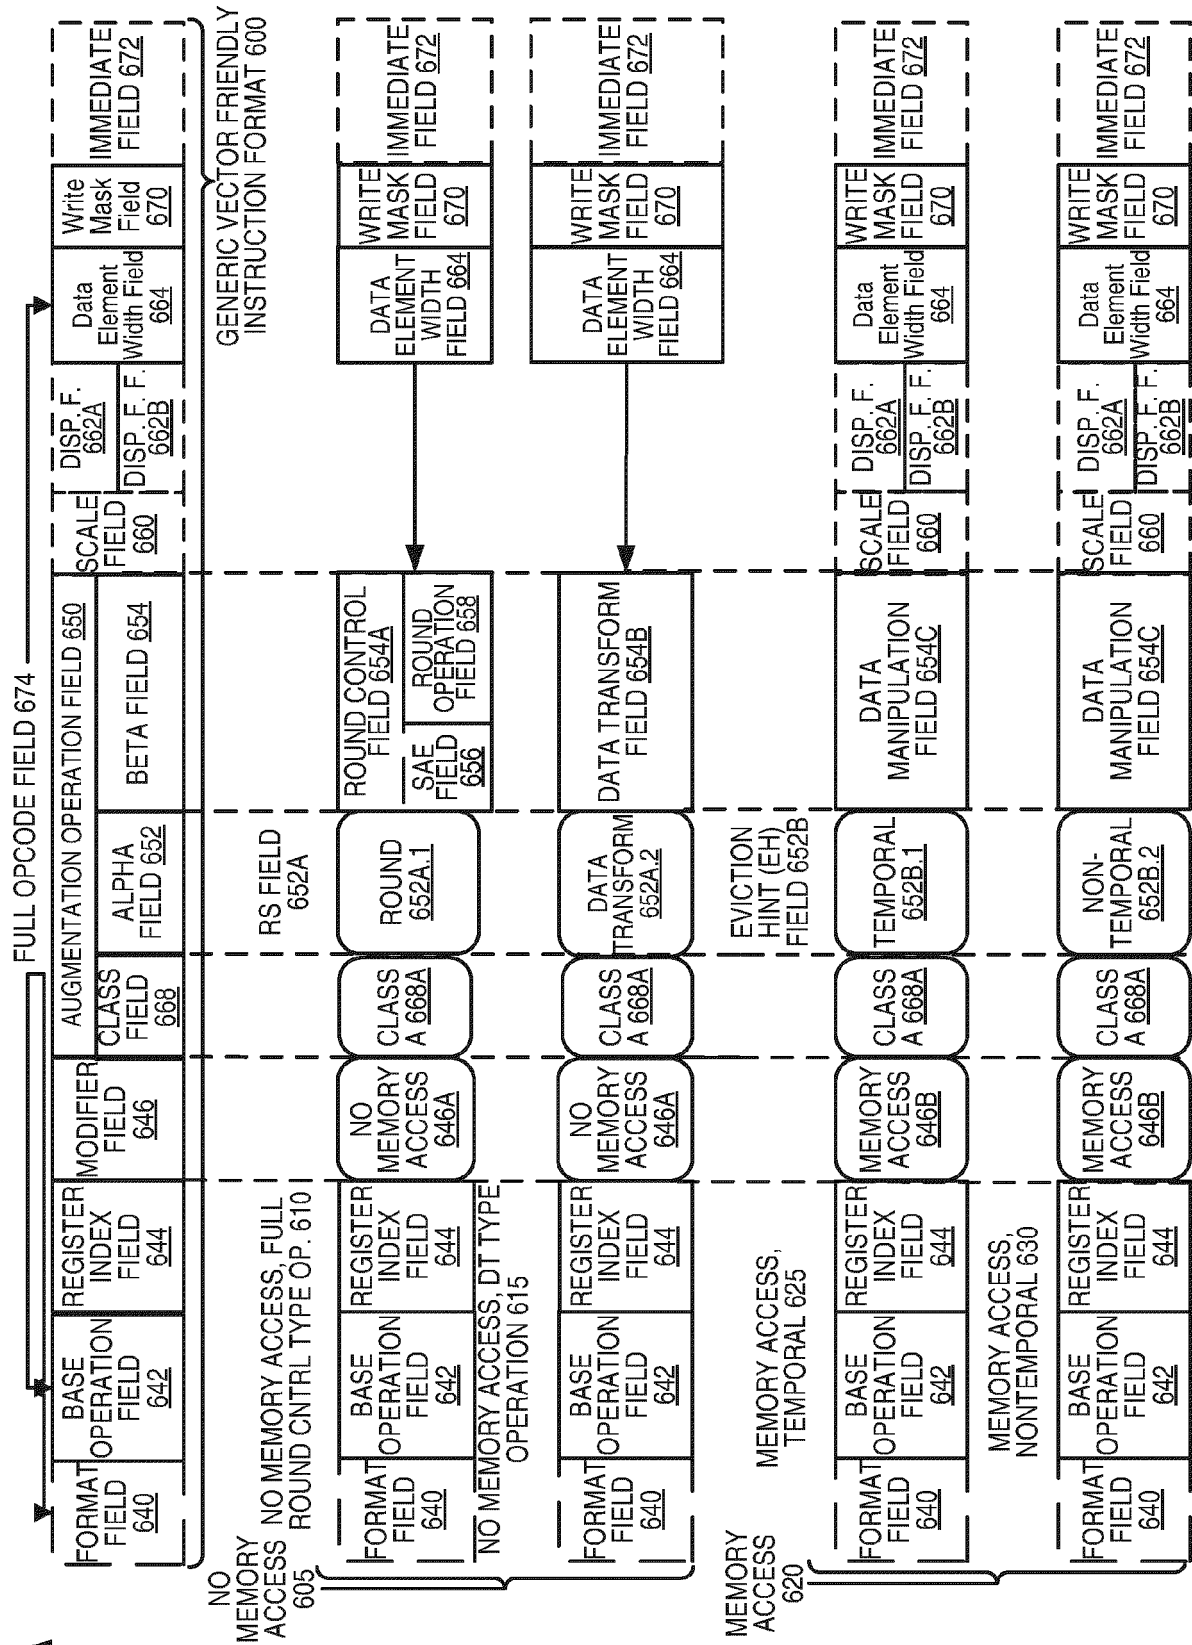 FULL OPCODE FIELD 674
FORMAT
FIELD
640
BASE
OPERATION
FIELD
642
REGISTER
INDEX
FIELD
644
MODIFIER
FIELD
646
AUGMENTATION OPERATION FIELD 650
CLASS
FIELD
668
ALPHA
FIELD 652
BETA FIELD 654
SCALE
FIELD
660
DISP. F.
662A
DISP. F. F.
662B
Data
Element
Width Field
664
Write
Mask
Field
670
IMMEDIATE
FIELD 672
GENERIC VECTOR FRIENDLY
INSTRUCTION FORMAT 600
NO
MEMORY
ACCESS
605
NO MEMORY ACCESS, FULL
ROUND CNTRL TYPE OP. 610
RS FIELD
652A
FORMAT
FIELD
640
BASE
OPERATION
FIELD
642
REGISTER
INDEX
FIELD
644
NO
MEMORY
ACCESS
646A
CLASS
A 668A
ROUND
652A.1
ROUND CONTROL
FIELD 654A
SAE
FIELD
656
ROUND
OPERATION
FIELD 658
DATA
ELEMENT
WIDTH
FIELD 664
WRITE
MASK
FIELD
670
IMMEDIATE
FIELD 672
NO MEMORY ACCESS, DT TYPE
OPERATION 615
FORMAT
FIELD
640
BASE
OPERATION
FIELD
642
REGISTER
INDEX
FIELD
644
NO
MEMORY
ACCESS
646A
CLASS
A 668A
DATA
TRANSFORM
652A.2
DATA TRANSFORM
FIELD 654B
DATA
ELEMENT
WIDTH
FIELD 664
WRITE
MASK
FIELD
670
IMMEDIATE
FIELD 672
MEMORY
ACCESS
620
MEMORY ACCESS,
TEMPORAL 625
EVICTION
HINT (EH)
FIELD 652B
FORMAT
FIELD
640
BASE
OPERATION
FIELD
642
REGISTER
INDEX
FIELD
644
MEMORY
ACCESS
646B
CLASS
A 668A
TEMPORAL
652B.1
DATA
MANIPULATION
FIELD 654C
SCALE
FIELD
660
DISP. F.
662A
DISP. F. F.
662B
Data
Element
Width Field
664
WRITE
MASK
FIELD
670
IMMEDIATE
FIELD 672
MEMORY ACCESS,
NONTEMPORAL 630
FORMAT
FIELD
640
BASE
OPERATION
FIELD
642
REGISTER
INDEX
FIELD
644
MEMORY
ACCESS
646B
CLASS
A 668A
NON-
TEMPORAL
652B.2
DATA
MANIPULATION
FIELD 654C
SCALE
FIELD
660
DISP. F.
662A
DISP. F. F.
662B
Data
Element
Width Field
664
WRITE
MASK
FIELD
670
IMMEDIATE
FIELD 672